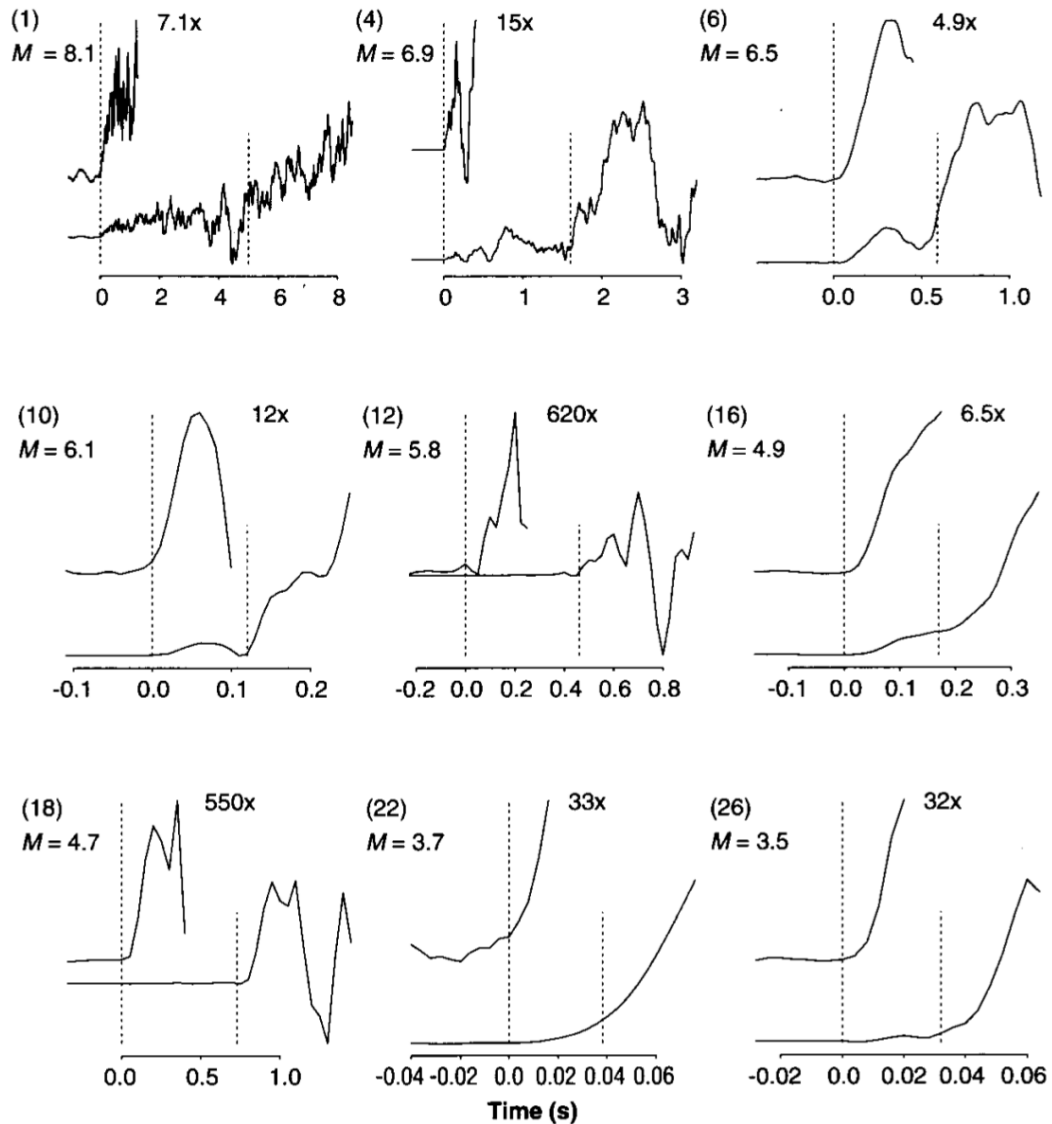 (1) 7.1x (4) 15x (6) 4.9x
M = 8.1 M = 6.9 M = 6.5
0 2 4 6 8 0 1 2 3 0.0 0.5 1.0
(10) 12x (12) 620x (16) 6.5x
M = 6.1 M = 5.8 M = 4.9
-0.1 0.0 0.1 0.2 -0.2 0.0 0.2 0.4 0.6 0.8 -0.1 0.0 0.1 0.2 0.3
(18) 550x (22) 33x (26) 32x
M = 4.7 M = 3.7 M = 3.5
0.0 0.5 1.0 -0.04 -0.02 0.0 0.02 0.04 0.06 -0.02 0.0 0.02 0.04 0.06
Time (s)